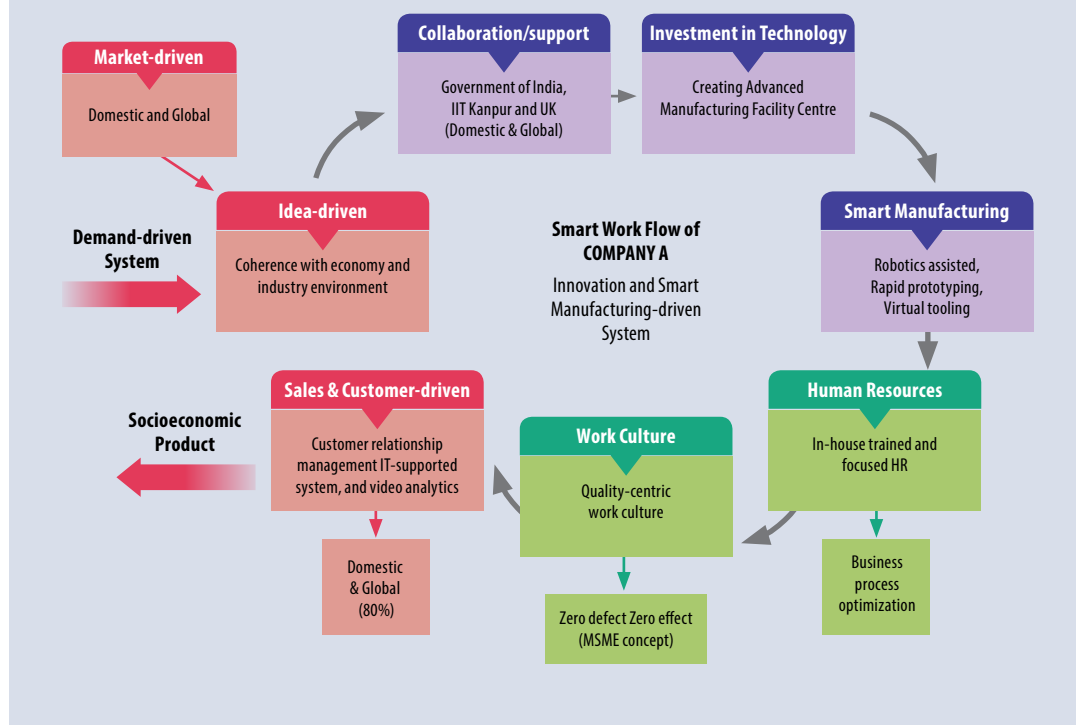 Market-driven
Domestic and Global
Collaboration/support
Government of India,
IIT Kanpur and UK
(Domestic & Global)
Investment in Technology
Creating Advanced
Manufacturing Facility Centre
Demand-driven
System
Idea-driven
Coherence with economy and
industry environment
Smart Work Flow of
COMPANY A
Innovation and Smart
Manufacturing-driven
System
Smart Manufacturing
Robotics assisted,
Rapid prototyping,
Virtual tooling
Socioeconomic
Product
Sales & Customer-driven
Customer relationship
management IT-supported
system, and video analytics
Domestic
& Global
(80%)
Work Culture
Quality-centric
work culture
Zero defect Zero effect
(MSME concept)
Human Resources
In-house trained and
focused HR
Business
process
optimization